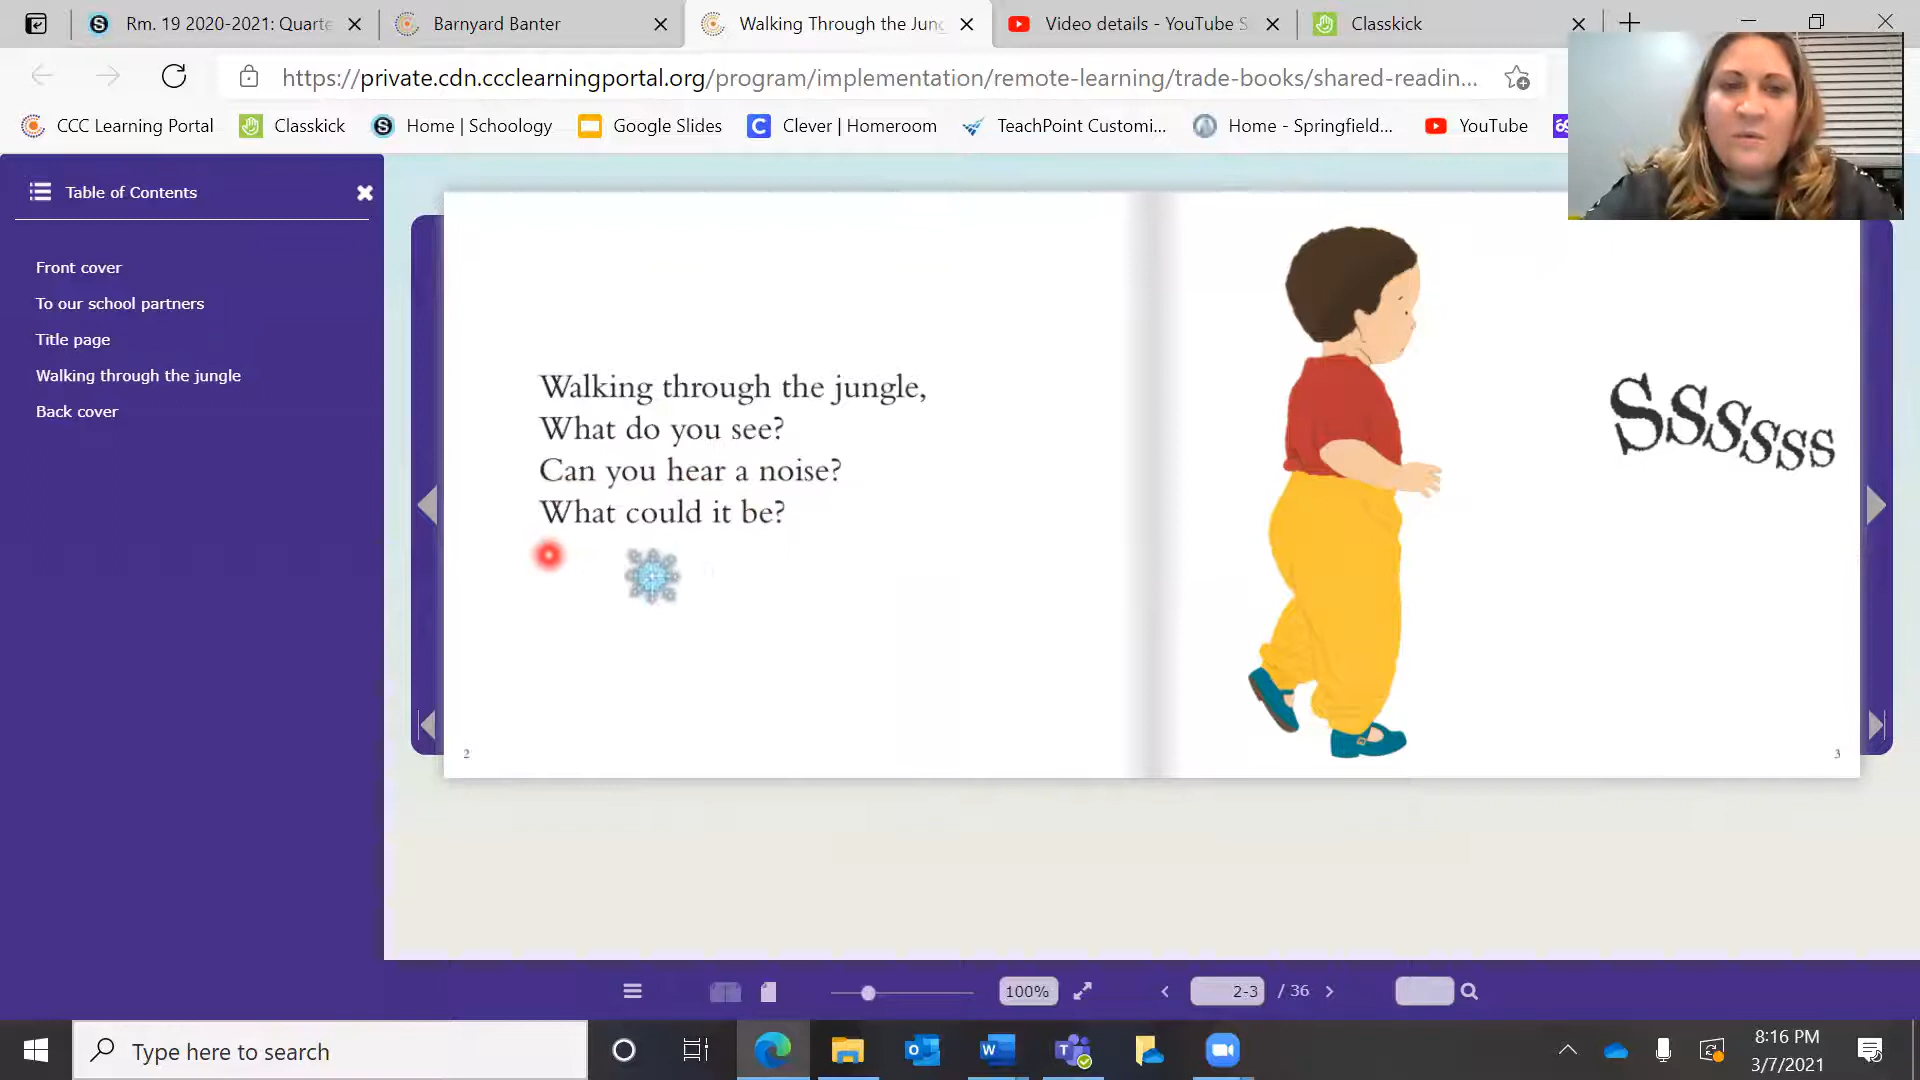 Rm. 19 2020-2021: Quarte
Barnyard Banter
Walking Through the Jung
Video details - YouTube S
Classkick
https://private.cdn.ccclearningportal.org/program/implementation/remote-learning/trade-books/shared-readin...
CCC Learning Portal
Classkick
Home | Schoology
Google Slides
Clever | Homeroom
TeachPoint Customi...
Home - Springfield...
YouTube
Table of Contents
Front cover
To our school partners
Title page
Walking through the jungle
Back cover
Walking through the jungle,
What do you see?
Can you hear a noise?
What could it be?
Ssssss
2
3
100%
2-3 / 36
Type here to search
8:16 PM
3/7/2021